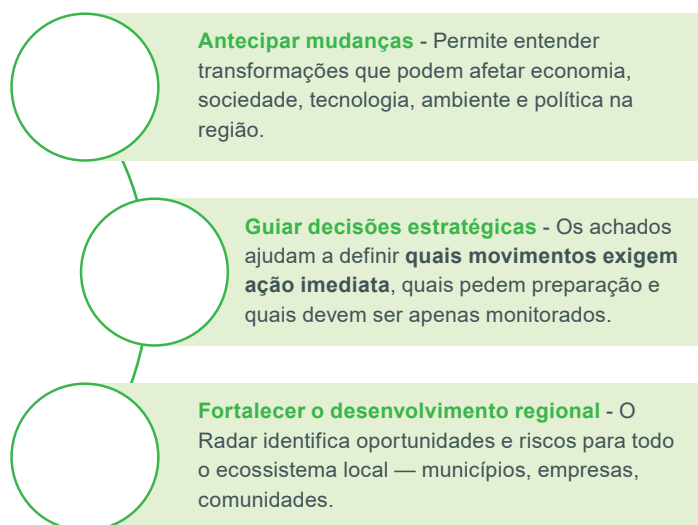 Antecipar mudanças - Permite entender
transformações que podem afetar economia,
sociedade, tecnologia, ambiente e política na
região.
Guiar decisões estratégicas - Os achados
ajudam a definir quais movimentos exigem
ação imediata, quais pedem preparação e
quais devem ser apenas monitorados.
Fortalecer o desenvolvimento regional - O
Radar identifica oportunidades e riscos para todo
o ecossistema local — municípios, empresas,
comunidades.